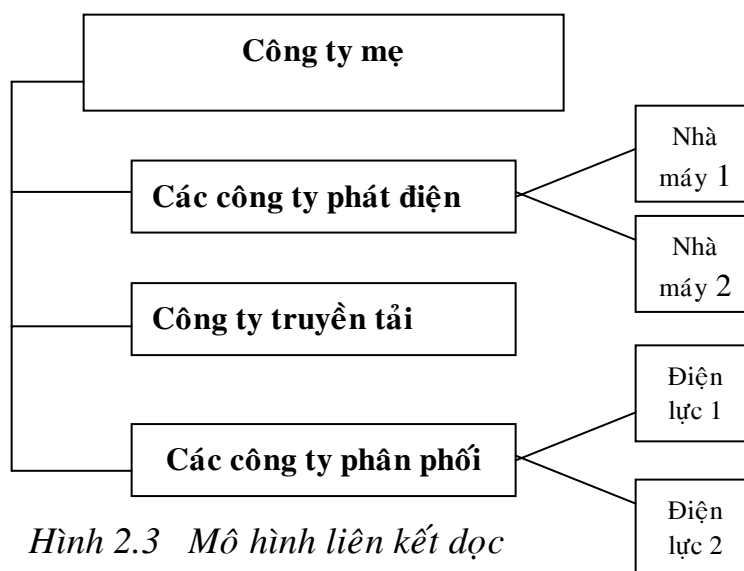 Công ty mẹ
Nhà
máy 1
Các công ty phát điện
Nhà
máy 2
Công ty truyền tải
Điện
lực 1
Các công ty phân phối
Điện
lực 2
Hình 2.3 Mô hình liên kết dọc